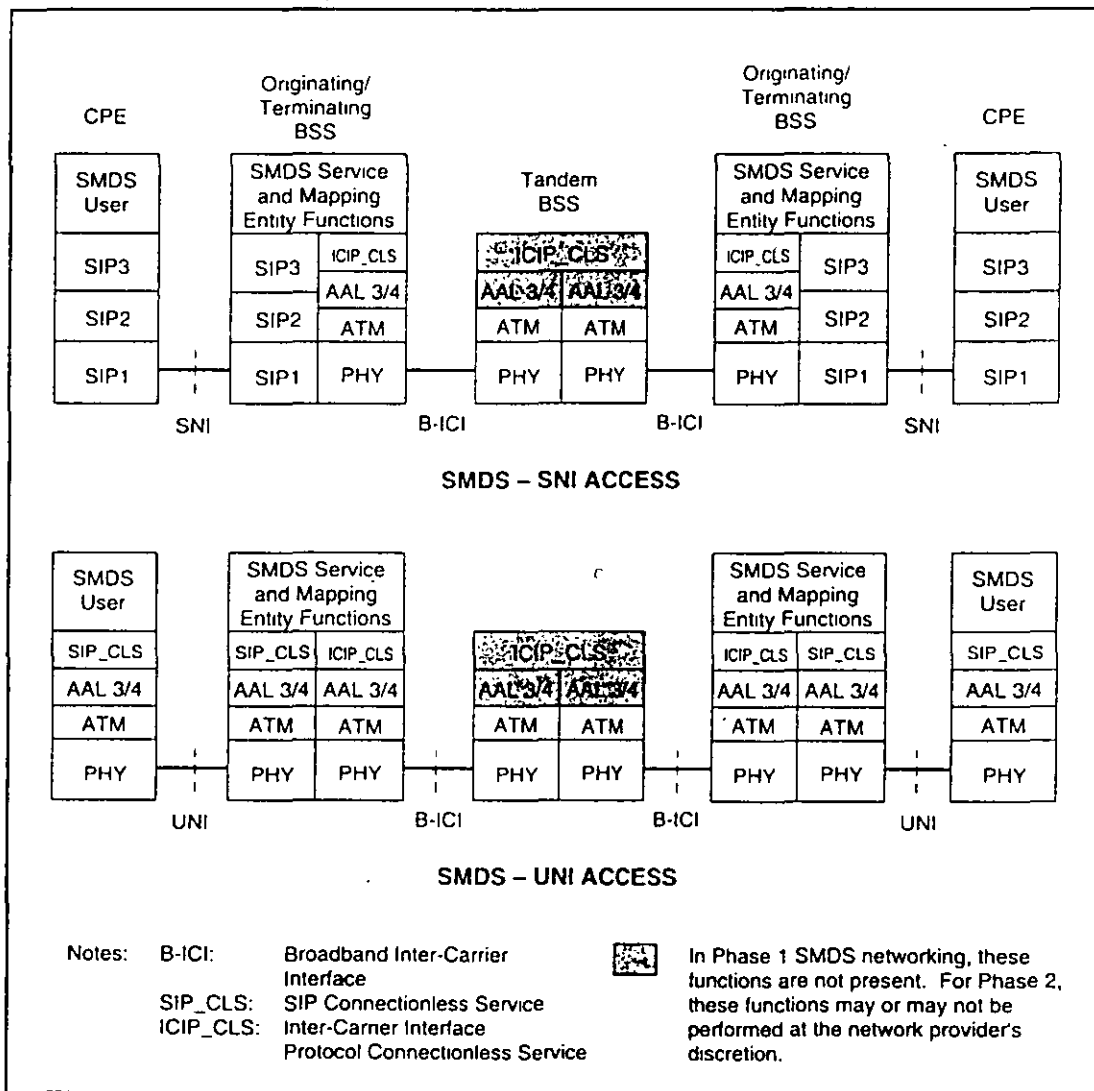 CPE
Originating/
Terminating
BSS
Tandem
BSS
Originating/
Terminating
BSS
CPE
SMDS
User
SIP3
SIP2
SIP1
SMDS Service
and Mapping
Entity Functions
SIP3
SIP2
SIP1
ICIP_CLS
AAL 3/4
ATM
PHY
ICIP_CLS
AAL 3/4 AAL 3/4
ATM ATM
PHY PHY
SMDS Service
and Mapping
Entity Functions
ICIP_CLS
AAL 3/4
ATM
PHY
SIP3
SIP2
SIP1
SMDS
User
SIP3
SIP2
SIP1
SNI
B-ICI
B-ICI
SNI
SMDS – SNI ACCESS
SMDS
User
SIP_CLS
AAL 3/4
ATM
PHY
SMDS Service
and Mapping
Entity Functions
SIP_CLS ICIP_CLS
AAL 3/4 AAL 3/4
ATM ATM
PHY PHY
ICIP_CLS
AAL 3/4 AAL 3/4
ATM ATM
PHY PHY
SMDS Service
and Mapping
Entity Functions
ICIP_CLS SIP_CLS
AAL 3/4 AAL 3/4
ATM ATM
PHY PHY
SMDS
User
SIP_CLS
AAL 3/4
ATM
PHY
UNI
B-ICI
B-ICI
UNI
SMDS – UNI ACCESS
Notes: B-ICI: Broadband Inter-Carrier
Interface
SIP_CLS: SIP Connectionless Service
ICIP_CLS: Inter-Carrier Interface
Protocol Connectionless Service
In Phase 1 SMDS networking, these
functions are not present. For Phase 2,
these functions may or may not be
performed at the network provider's
discretion.